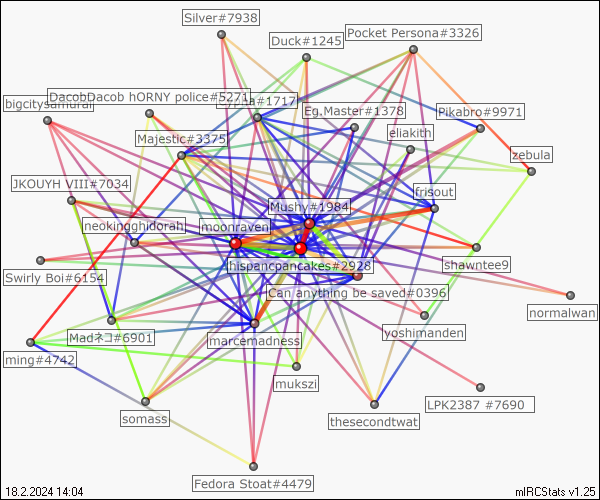 Silver#7938
Duck#1245
Pocket Persona#3326
DacobDacob hORNY police#5271
#1717
bigcitysamurai
Eg.Master#1378
Pikabro#9971
Majestic#3375
eliakith
zebula
JKOUYH VIII#7034
frisout
Mushy#1984
neokingghidorah
moonraven
hispancpancakes#2928
shawntee9
Swirly Boi#6154
Can anything be saved#0396
normalwan
Madネコ#6901
marcemadness
yoshimanden
ming#4742
mukszi
LPK2387 #7690
somass
thesecondtwat
Fedora Stoat#4479
18.2.2024 14:04
mIRCStats v1.25